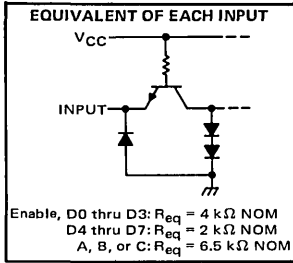 EQUIVALENT OF EACH INPUT
VCC
INPUT
Enable, D0 thru D3: Req = 4 kΩ NOM
D4 thru D7: Req = 2 kΩ NOM
A, B, or C: Req = 6.5 kΩ NOM